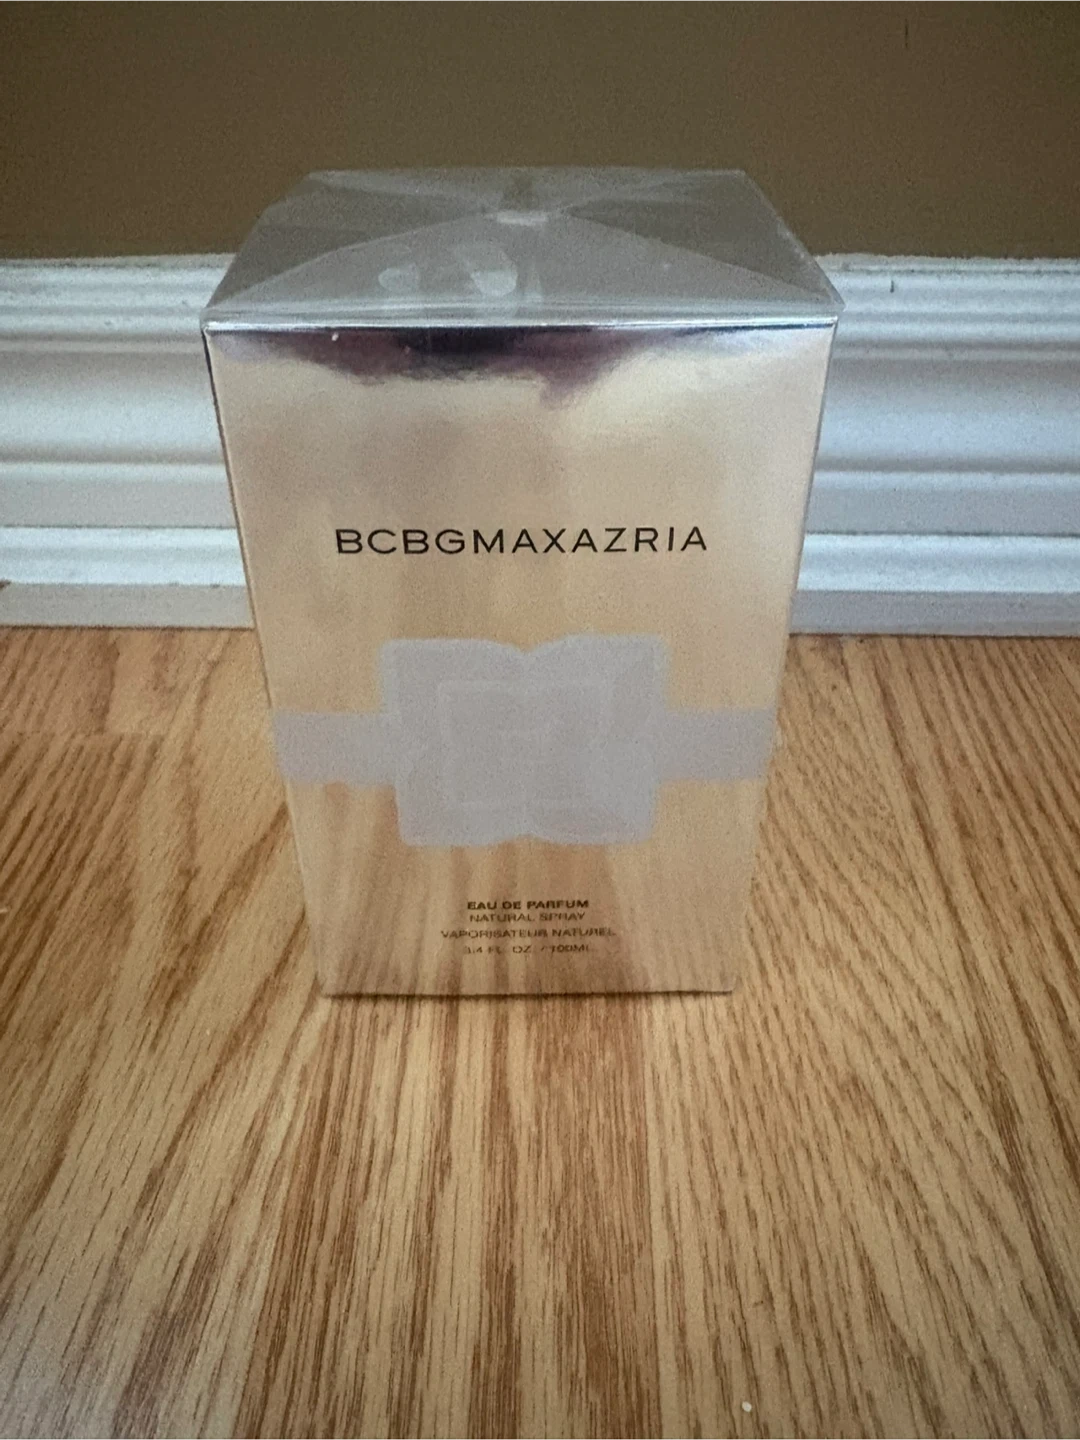 BCBGMAXAZRIA
EAU DE PARFUM
NATURAL SPRAY
VAPORISATEUR NATUREL
3.4 FL. OZ. / 100ML